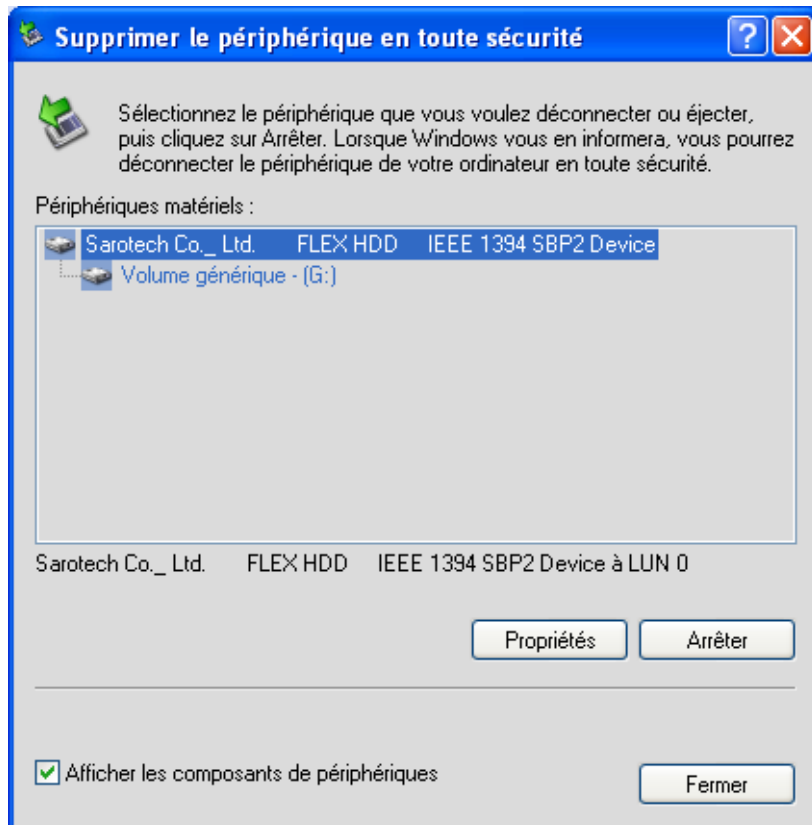 Supprimer le périphérique en toute sécurité
Sélectionnez le périphérique que vous voulez déconnecter ou éjecter,
puis cliquez sur Arrêter. Lorsque Windows vous en informera, vous pourrez
déconnecter le périphérique de votre ordinateur en toute sécurité.
Périphériques matériels :
Sarotech Co._ Ltd. FLEX HDD IEEE 1394 SBP2 Device
Volume générique - (G:)
Sarotech Co._ Ltd. FLEX HDD IEEE 1394 SBP2 Device à LUN 0
Propriétés Arrêter
Afficher les composants de périphériques
Fermer